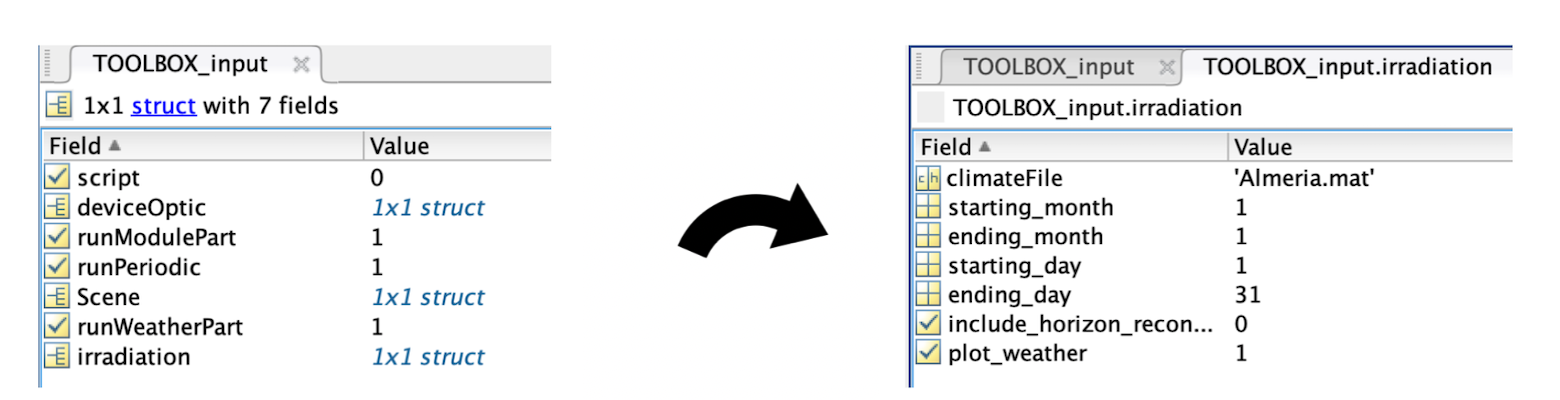 TOOLBOX_input
1x1 struct with 7 fields
Field Value
script 0
deviceOptic 1x1 struct
runModulePart 1
runPeriodic 1
Scene 1x1 struct
runWeatherPart 1
irradiation 1x1 struct
TOOLBOX_input TOOLBOX_input.irradiation
TOOLBOX_input.irradiation
Field Value
ch climateFile 'Almeria.mat'
starting_month 1
ending_month 1
starting_day 1
ending_day 31
include_horizon_recon... 0
plot_weather 1